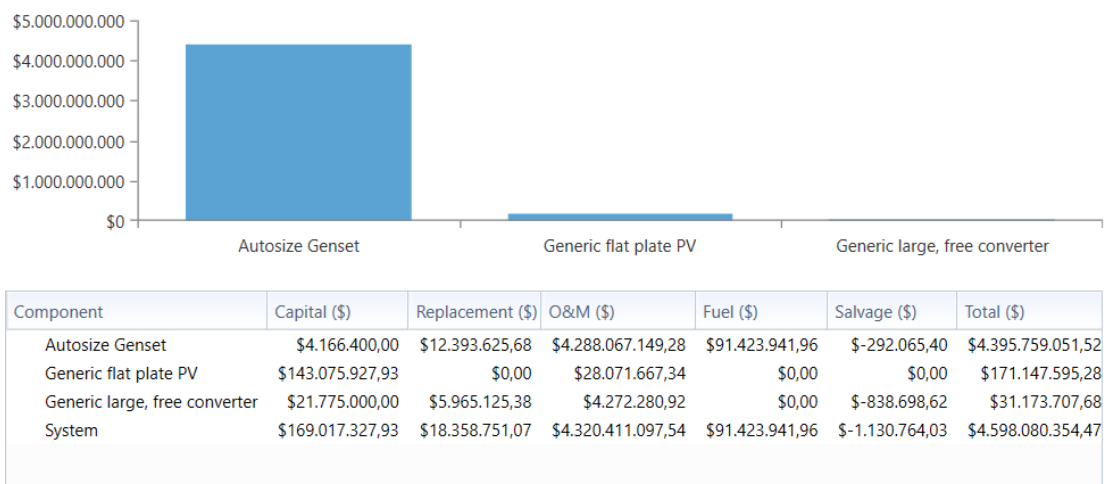 $5.000.000.000
$4.000.000.000
$3.000.000.000
$2.000.000.000
$1.000.000.000
$0
Autosize Genset Generic flat plate PV Generic large, free converter
Component Capital ($) Replacement ($) O&M ($) Fuel ($) Salvage ($) Total ($)
Autosize Genset $4.166.400,00 $12.393.625,68 $4.288.067.149,28 $91.423.941,96 $-292.065,40 $4.395.759.051,52
Generic flat plate PV $143.075.927,93 $0,00 $28.071.667,34 $0,00 $0,00 $171.147.595,28
Generic large, free converter $21.775.000,00 $5.965.125,38 $4.272.280,92 $0,00 $-838.698,62 $31.173.707,68
System $169.017.327,93 $18.358.751,07 $4.320.411.097,54 $91.423.941,96 $-1.130.764,03 $4.598.080.354,47